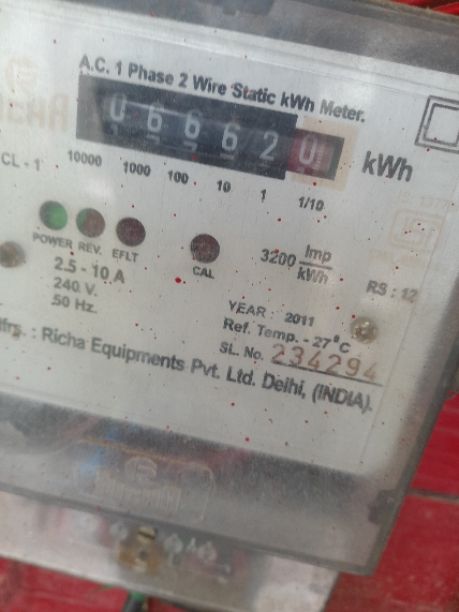 A.C. 1 Phase 2 Wire Static kWh Meter.
0 6 6 6 2 0 kWh
CL - 1 10000 1000 100 10 1 1/10
POWER REV. EFLT CAL
3200 Imp/kWh
2.5 - 10 A
240 V.
50 Hz.
RS : 12
YEAR : 2011
Ref. Temp. - 27°C
SL. No. 234294
Mfrs. : Richa Equipments Pvt. Ltd. Delhi, (INDIA).